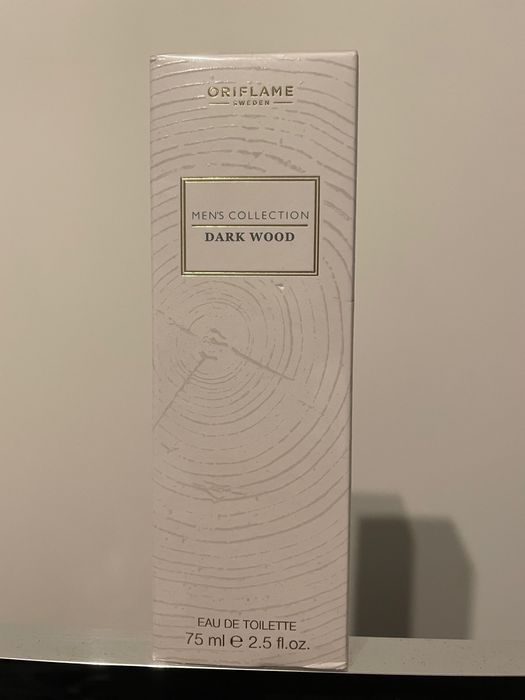 ORIFLAME
SWEDEN
MEN'S COLLECTION
DARK WOOD
EAU DE TOILETTE
75 ml ℮ 2.5 fl.oz.